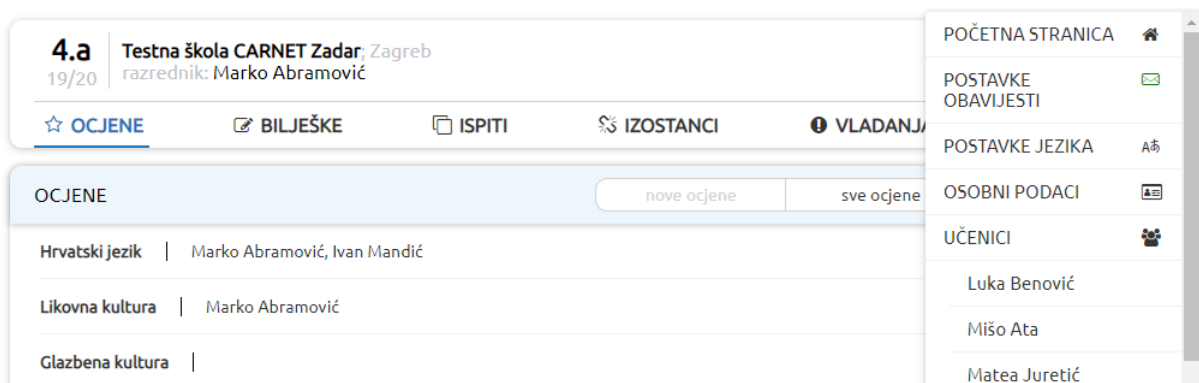 4.a
19/20
Testna škola CARNET Zadar; Zagreb
razrednik: Marko Abramović
OCJENE BILJEŠKE ISPITI IZOSTANCI VLADANJA
OCJENE nove ocjene sve ocjene
Hrvatski jezik Marko Abramović, Ivan Mandić
Likovna kultura Marko Abramović
Glazbena kultura
POČETNA STRANICA
POSTAVKE
OBAVIJESTI
POSTAVKE JEZIKA
OSOBNI PODACI
UČENICI
Luka Benović
Mišo Ata
Matea Juretić